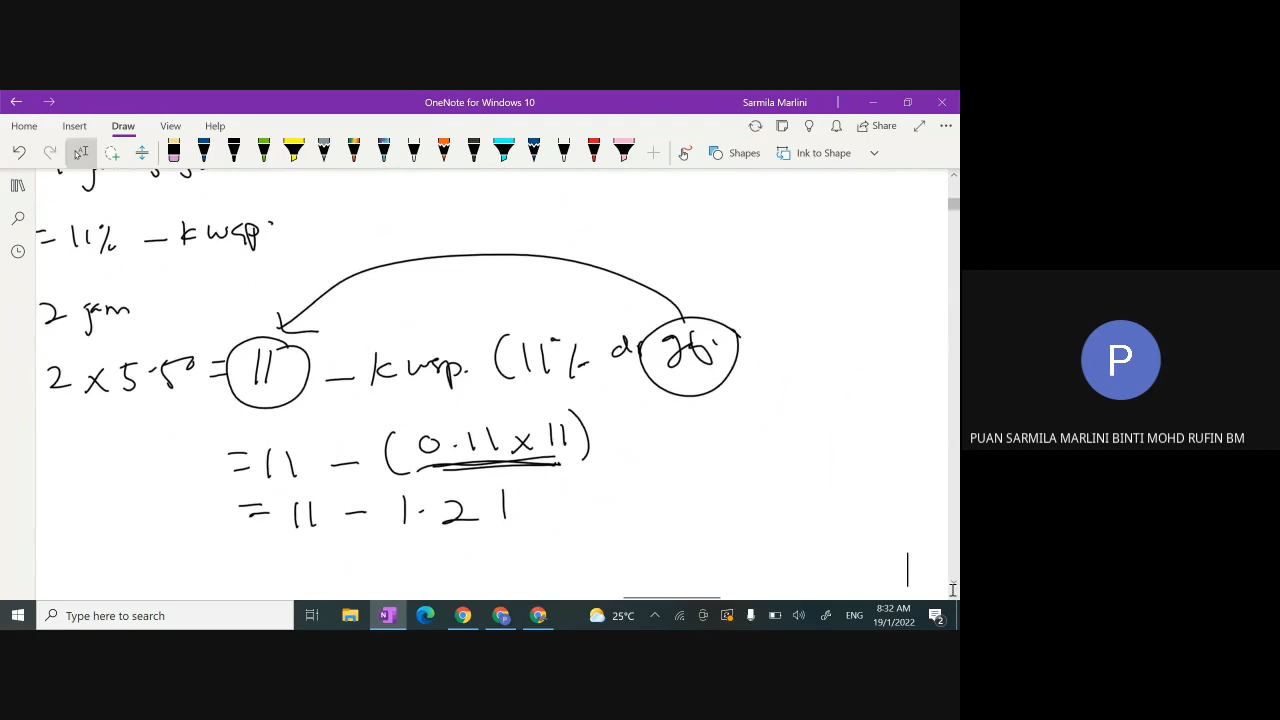 OneNote for Windows 10
Sarmila Marlini
Home Insert Draw View Help
Share
Shapes
Ink to Shape
= 11% - kwsp.
2 jam
2 x 5.50 = 11 - kwsp. (11% dr gj.
= 11 - (0.11 x 11)
= 11 - 1.21
P
PUAN SARMILA MARLINI BINTI MOHD RUFIN BM
Type here to search
25°C
ENG
8:32 AM
19/1/2022
2